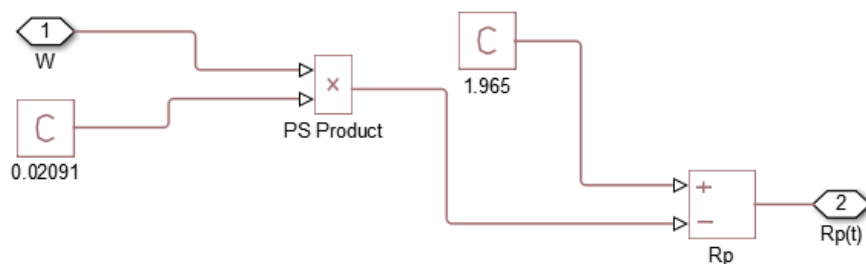 1
W
C
0.02091
×
PS Product
C
1.965
+
−
Rp
2
Rp(t)